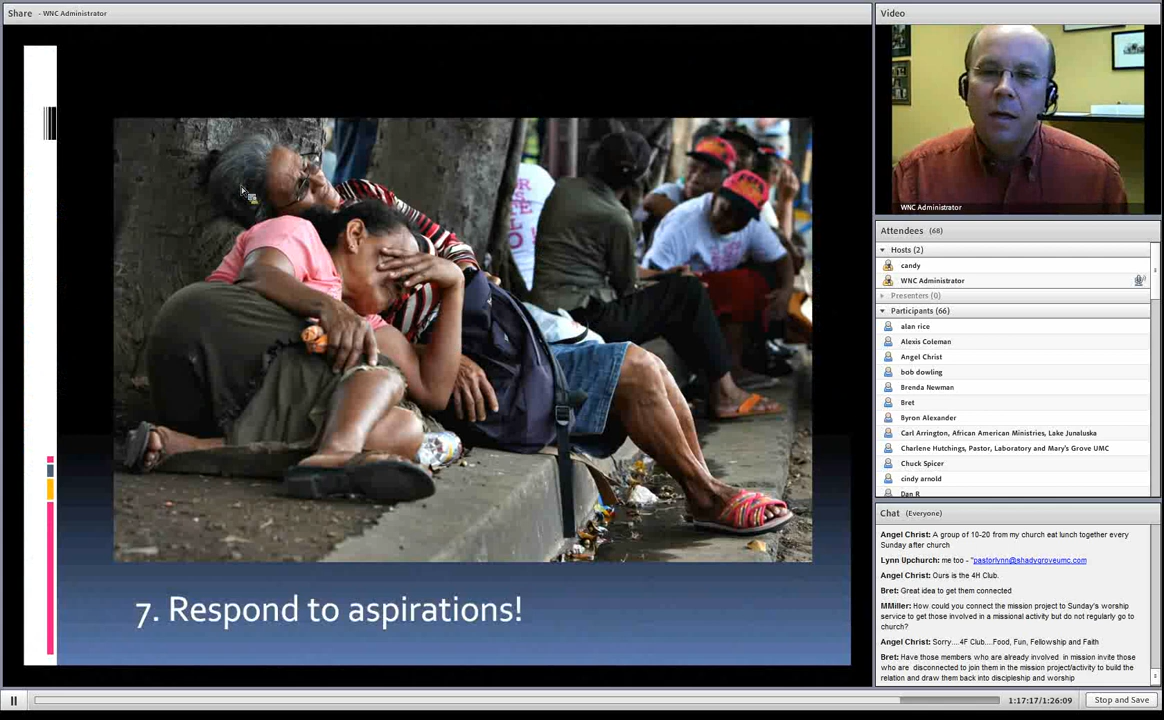 Share - WNC Administrator
7. Respond to aspirations!
Video
WNC Administrator
Attendees (68)
Hosts (2)
candy
WNC Administrator
Presenters (0)
Participants (66)
alan rice
Alexis Coleman
Angel Christ
bob dowling
Brenda Newman
Bret
Byron Alexander
Carl Arrington, African American Ministries, Lake Junaluska
Charlene Hutchings, Pastor, Laboratory and Mary's Grove UMC
Chuck Spicer
cindy arnold
Dan R
Chat (Everyone)
Angel Christ: A group of 10-20 from my church eat lunch together every
Sunday after church
Lynn Upchurch: me too - "pastorlynn@shadygroveumc.com
Angel Christ: Ours is the 4H Club.
Bret: Great idea to get them connected
MMiller: How could you connect the mission project to Sunday's worship
service to get those involved in a missional activity but do not regularly go to
church?
Angel Christ: Sorry....4F Club....Food, Fun, Fellowship and Faith
Bret: Have those members who are already involved in mission invite those
who are disconnected to join them in the mission project/activity to build the
relation and draw them back into discipleship and worship
1:17:17/1:26:09
Stop and Save